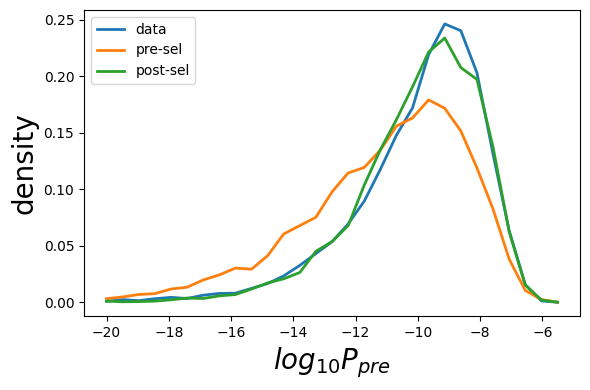 data
pre-sel
post-sel
density
0.25
0.20
0.15
0.10
0.05
0.00
−20 −18 −16 −14 −12 −10 −8 −6
log₁₀Pₚᵣₑ